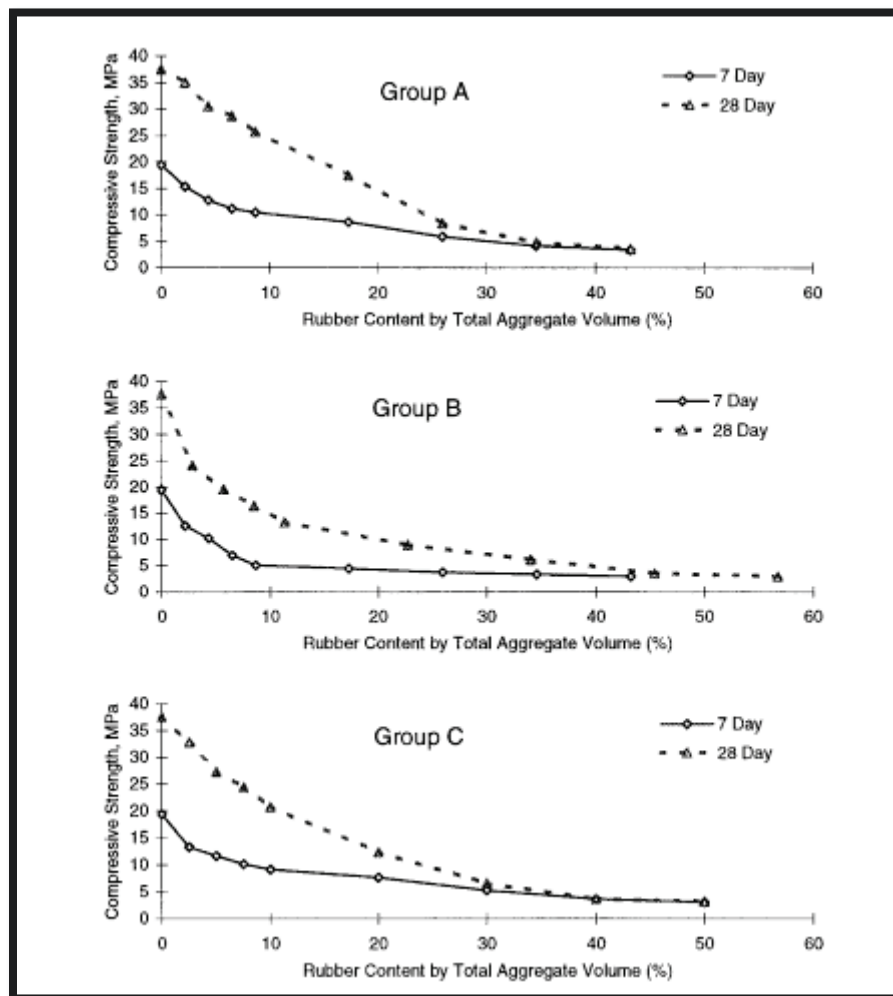 Group A
7 Day
28 Day
Compressive Strength, MPa
40
35
30
25
20
15
10
5
0
0 10 20 30 40 50 60
Rubber Content by Total Aggregate Volume (%)
Group B
7 Day
28 Day
Compressive Strength, MPa
40
35
30
25
20
15
10
5
0
0 10 20 30 40 50 60
Rubber Content by Total Aggregate Volume (%)
Group C
7 Day
28 Day
Compressive Strength, MPa
40
35
30
25
20
15
10
5
0
0 10 20 30 40 50 60
Rubber Content by Total Aggregate Volume (%)